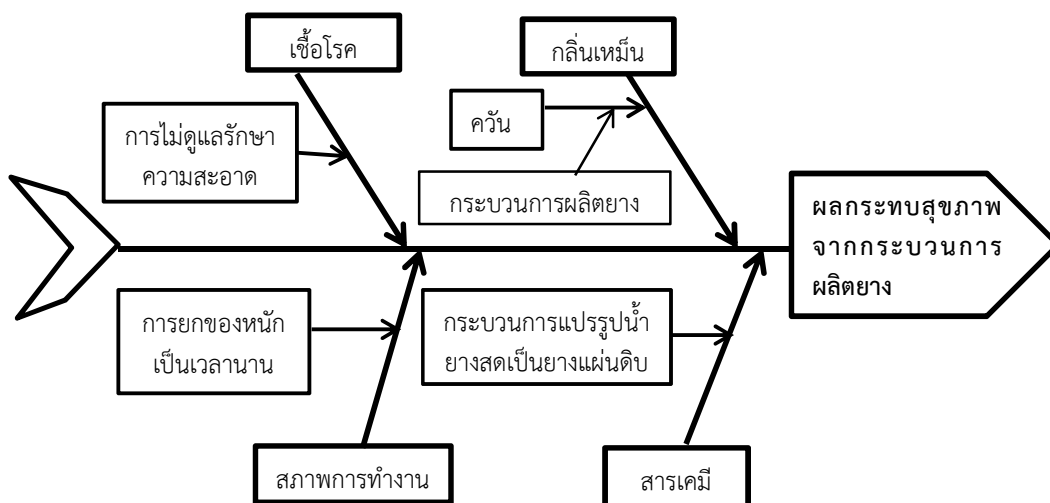 เชื้อโรค
กลิ่นเหม็น
การไม่ดูแลรักษา
ความสะอาด
ควัน
กระบวนการผลิตยาง
ผลกระทบสุขภาพ
จากกระบวนการ
ผลิตยาง
การยกของหนัก
เป็นเวลานาน
กระบวนการแปรรูปน้ำ
ยางสดเป็นยางแผ่นดิบ
สภาพการทำงาน
สารเคมี